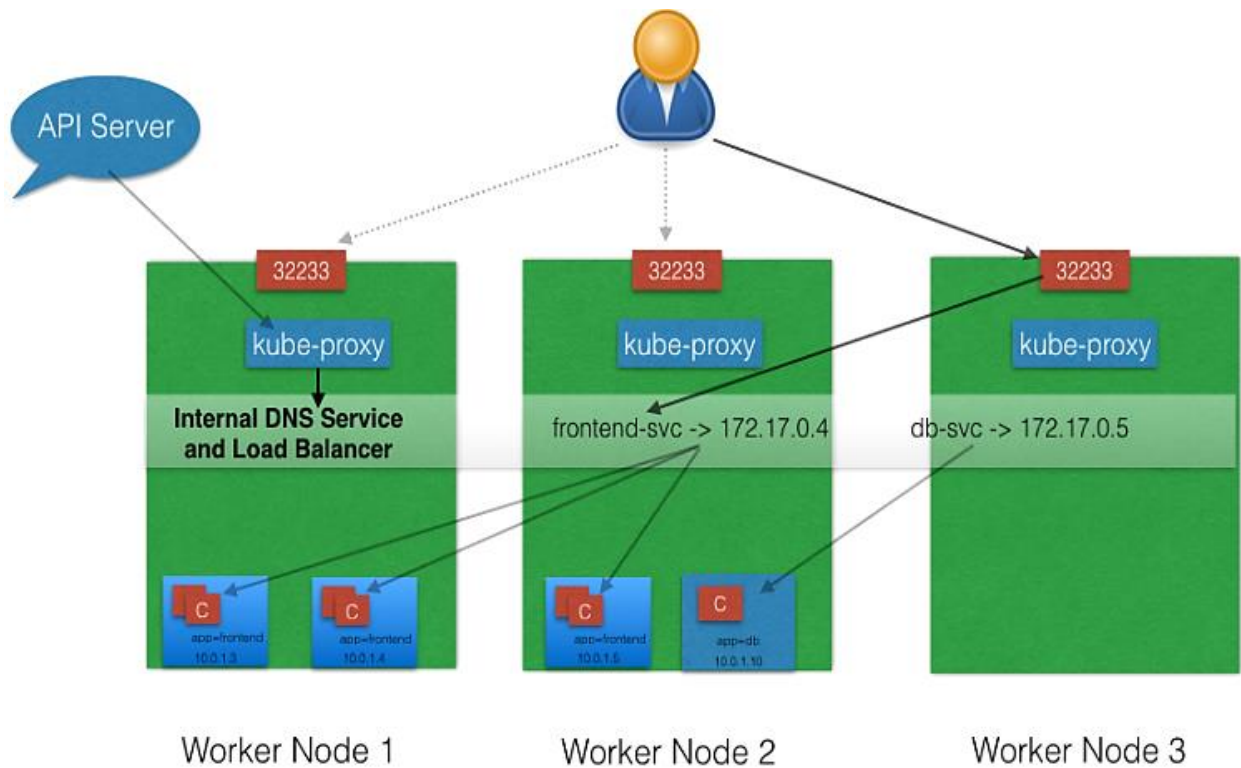 API Server
32233
32233
32233
kube-proxy
kube-proxy
kube-proxy
Internal DNS Service
and Load Balancer
frontend-svc -> 172.17.0.4
db-svc -> 172.17.0.5
C
app=frontend
10.0.1.3
C
app=frontend
10.0.1.4
C
app=frontend
10.0.1.5
C
app=db
10.0.1.10
Worker Node 1
Worker Node 2
Worker Node 3